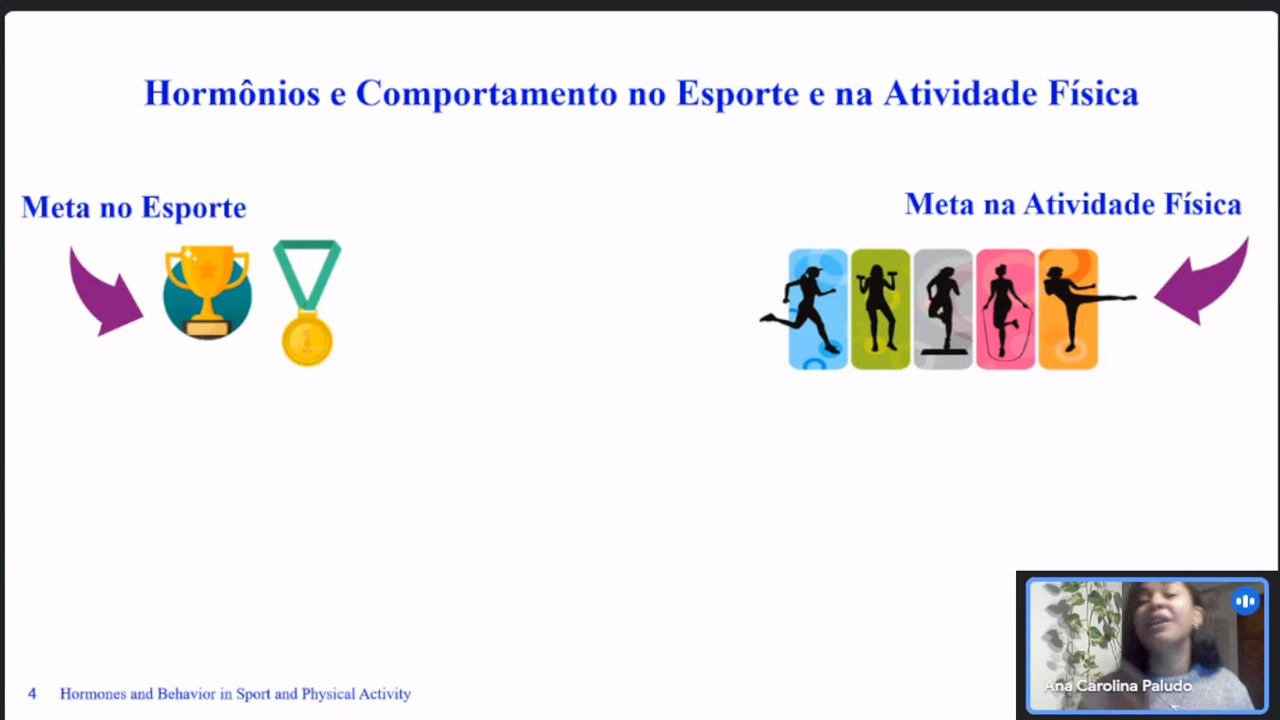 Hormônios e Comportamento no Esporte e na Atividade Física
Meta no Esporte
Meta na Atividade Física
1
4 Hormones and Behavior in Sport and Physical Activity
Ana Carolina Paludo